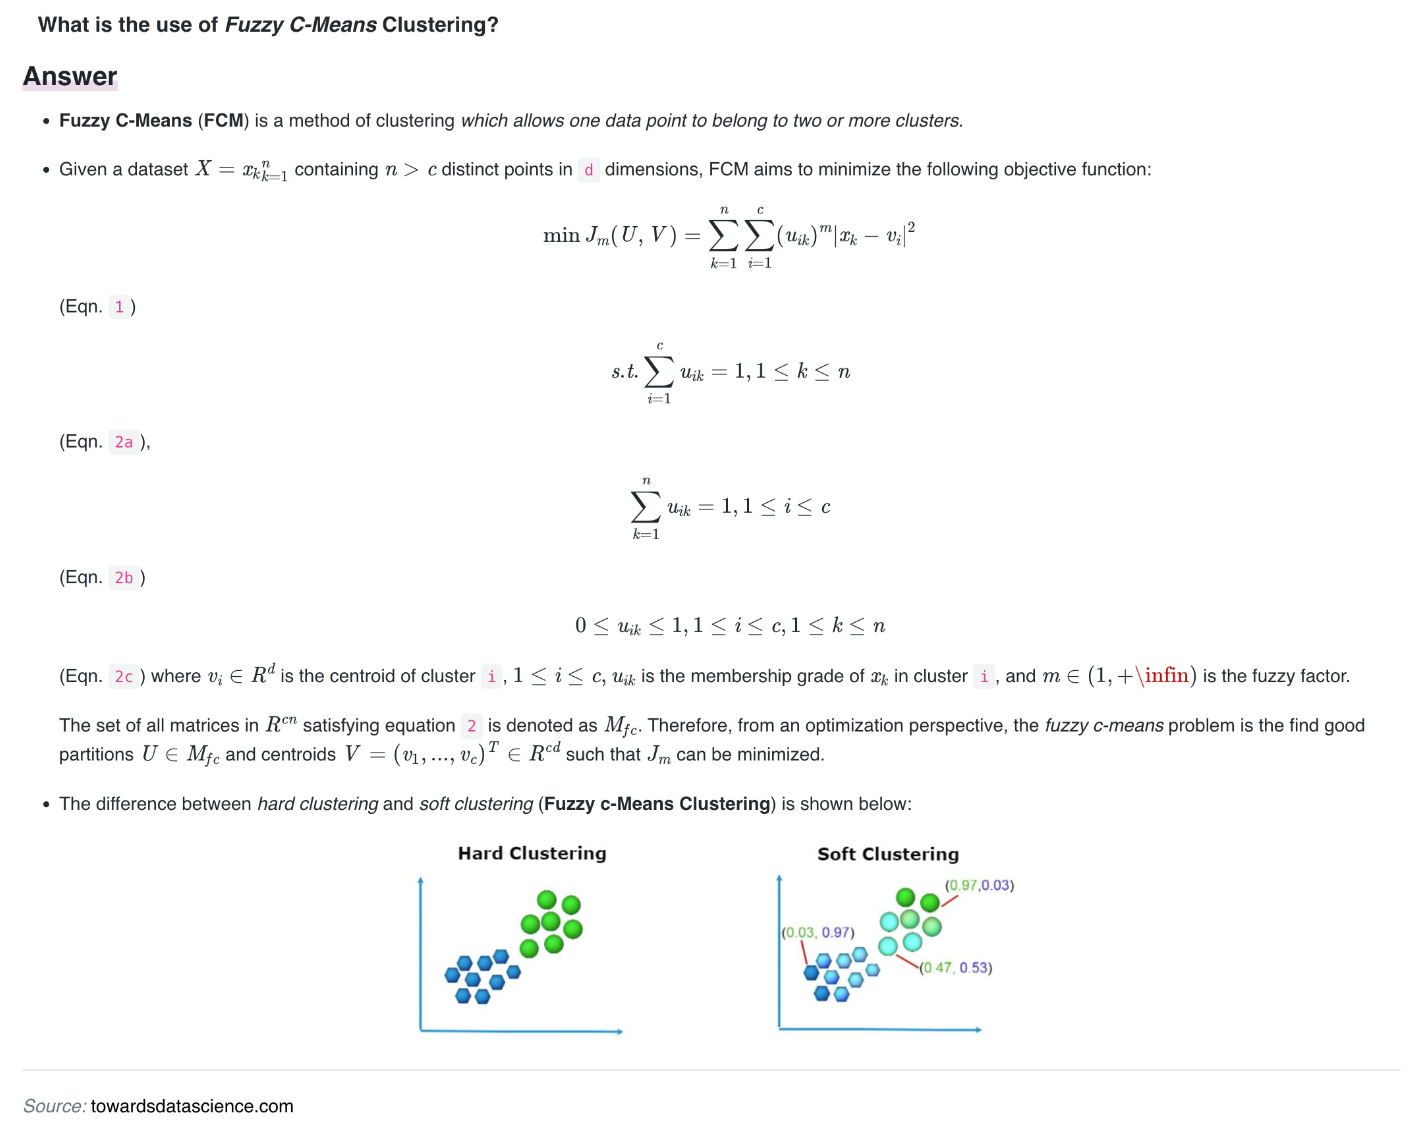 What is the use of Fuzzy C-Means Clustering?
Answer
• Fuzzy C-Means (FCM) is a method of clustering which allows one data point to belong to two or more clusters.
• Given a dataset $X = x_{k}{}_{k=1}^{n}$ containing $n > c$ distinct points in d dimensions, FCM aims to minimize the following objective function:
$\min J_m(U, V) = \sum_{k=1}^{n} \sum_{i=1}^{c} (u_{ik})^m |x_k - v_i|^2$
(Eqn. 1 )
$s.t. \sum_{i=1}^{c} u_{ik} = 1, 1 \leq k \leq n$
(Eqn. 2a ),
$\sum_{k=1}^{n} u_{ik} = 1, 1 \leq i \leq c$
(Eqn. 2b )
$0 \leq u_{ik} \leq 1, 1 \leq i \leq c, 1 \leq k \leq n$
(Eqn. 2c ) where $v_i \in R^d$ is the centroid of cluster i , $1 \leq i \leq c$, $u_{ik}$ is the membership grade of $x_k$ in cluster i , and $m \in (1, +$\infin$)$ is the fuzzy factor.
The set of all matrices in $R^{cn}$ satisfying equation 2 is denoted as $M_{fc}$. Therefore, from an optimization perspective, the fuzzy c-means problem is the find good
partitions $U \in M_{fc}$ and centroids $V = (v_1, ..., v_c)^T \in R^{cd}$ such that $J_m$ can be minimized.
• The difference between hard clustering and soft clustering (Fuzzy c-Means Clustering) is shown below:
Hard Clustering
Soft Clustering
(0.97,0.03)
(0.03, 0.97)
(0.47, 0.53)
Source: towardsdatascience.com